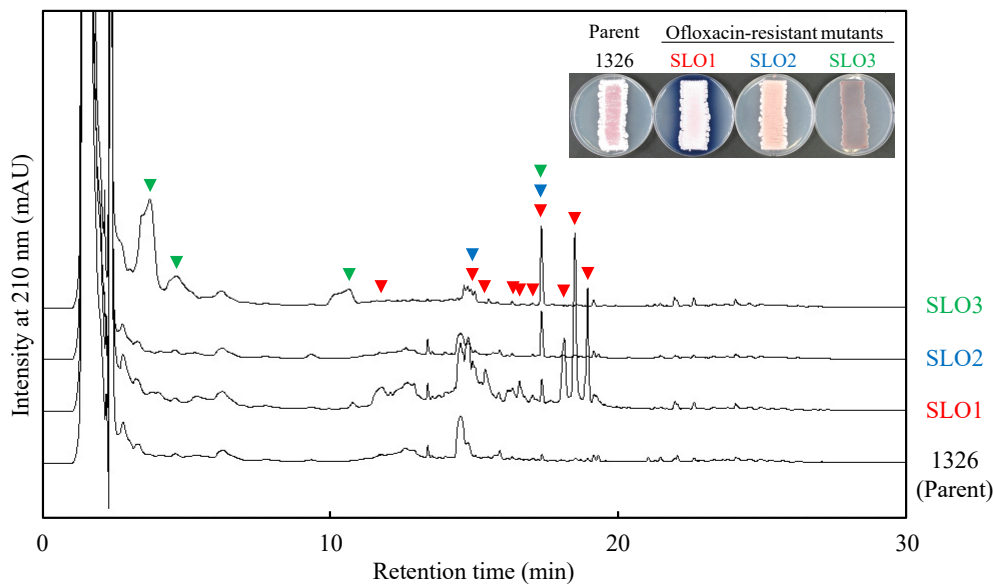 Parent Ofloxacin-resistant mutants
1326 SLO1 SLO2 SLO3
Intensity at 210 nm (mAU)
SLO3
SLO2
SLO1
1326
(Parent)
0 10 20 30
Retention time (min)